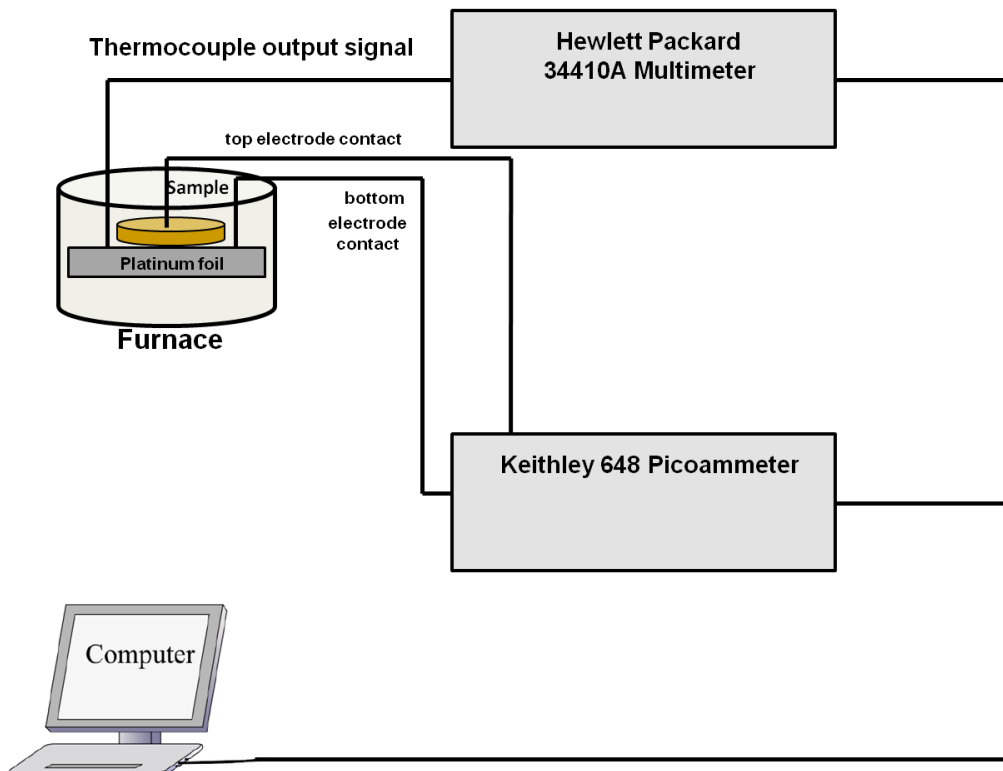 Thermocouple output signal
Hewlett Packard
34410A Multimeter
top electrode contact
Sample
bottom
electrode
contact
Platinum foil
Furnace
Keithley 648 Picoammeter
Computer